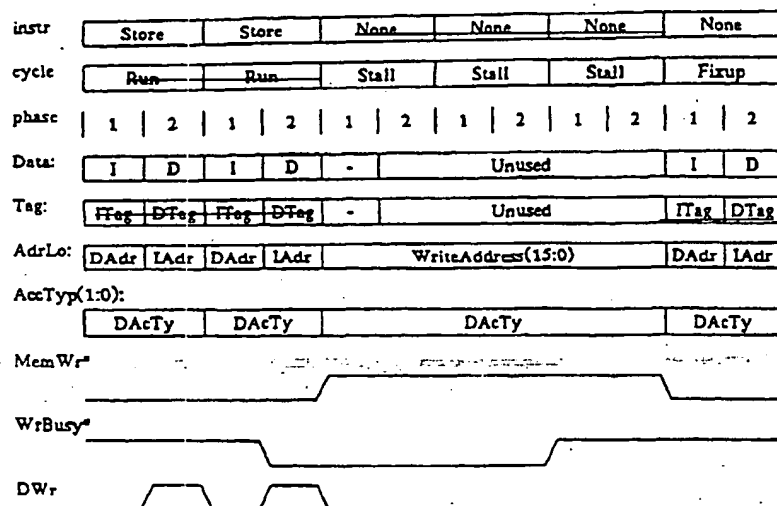 instr Store Store None None None None
cycle Run Run Stall Stall Stall Fixup
phase 1 2 1 2 1 2 1 2 1 2 1 2
Data: I D I D - Unused I D
Tag: ITag DTag ITag DTag - Unused ITag DTag
AdrLo: DAdr IAdr DAdr IAdr WriteAddress(15:0) DAdr IAdr
AccTyp(1:0):
DAcTy DAcTy DAcTy DAcTy
MemWr*
WrBusy*
DWr